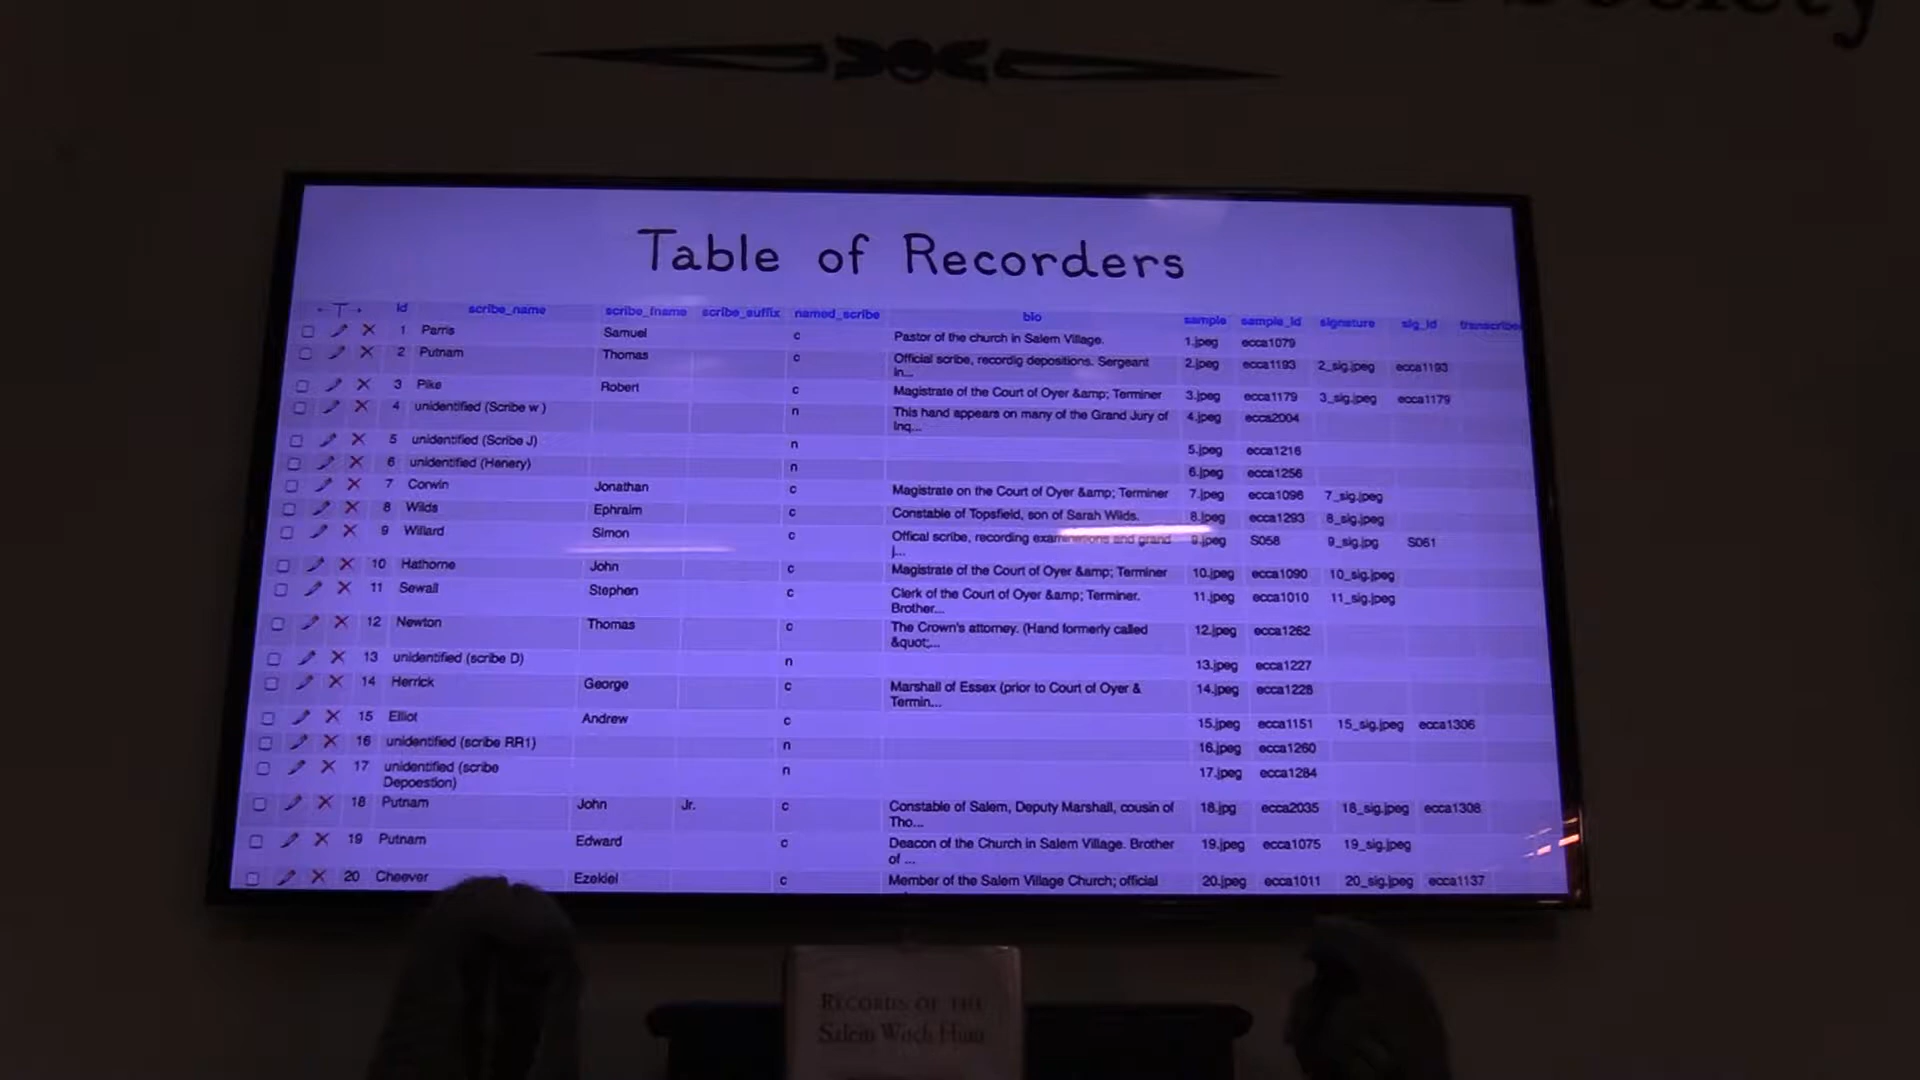 Society
Table of Recorders
←T→ id scribe_name scribe_fname scribe_suffix named_scribe bio sample sample_id signature sig_id transcribe
1 Parris Samuel c Pastor of the church in Salem Village. 1.jpeg ecca1079
2 Putnam Thomas c Official scribe, recordig depositions. Sergeant 2.jpeg ecca1193 2_sig.jpeg ecca1193
in...
3 Pike Robert c Magistrate of the Court of Oyer &amp; Terminer 3.jpeg ecca1179 3_sig.jpeg ecca1179
4 unidentified (Scribe w ) n This hand appears on many of the Grand Jury of 4.jpeg ecca2004
Inq...
5 unidentified (Scribe J) n 5.jpeg ecca1216
6 unidentified (Henery) n 6.jpeg ecca1256
7 Corwin Jonathan c Magistrate on the Court of Oyer &amp; Terminer 7.jpeg ecca1096 7_sig.jpeg
8 Wilds Ephraim c Constable of Topsfield, son of Sarah Wilds. 8.jpeg ecca1293 8_sig.jpeg
9 Willard Simon c Offical scribe, recording examinations and grand 9.jpeg S058 9_sig.jpg S061
j...
10 Hathorne John c Magistrate of the Court of Oyer &amp; Terminer 10.jpeg ecca1090 10_sig.jpeg
11 Sewall Stephen c Clerk of the Court of Oyer &amp; Terminer. 11.jpeg ecca1010 11_sig.jpeg
Brother...
12 Newton Thomas c The Crown's attorney. (Hand formerly called 12.jpeg ecca1262
&quot;...
13 unidentified (scribe D) n 13.jpeg ecca1227
14 Herrick George c Marshall of Essex (prior to Court of Oyer & 14.jpeg ecca1228
Termin...
15 Elliot Andrew c 15.jpeg ecca1151 15_sig.jpeg ecca1306
16 unidentified (scribe RR1) n 16.jpeg ecca1260
17 unidentified (scribe n 17.jpeg ecca1284
Depoestion)
18 Putnam John Jr. c Constable of Salem, Deputy Marshall, cousin of 18.jpg ecca2035 18_sig.jpeg ecca1308
Tho...
19 Putnam Edward c Deacon of the Church in Salem Village. Brother 19.jpeg ecca1075 19_sig.jpeg
of ...
20 Cheever Ezekiel c Member of the Salem Village Church; official 20.jpeg ecca1011 20_sig.jpeg ecca1137
RECORDS OF THE
Salem Witch Hunt